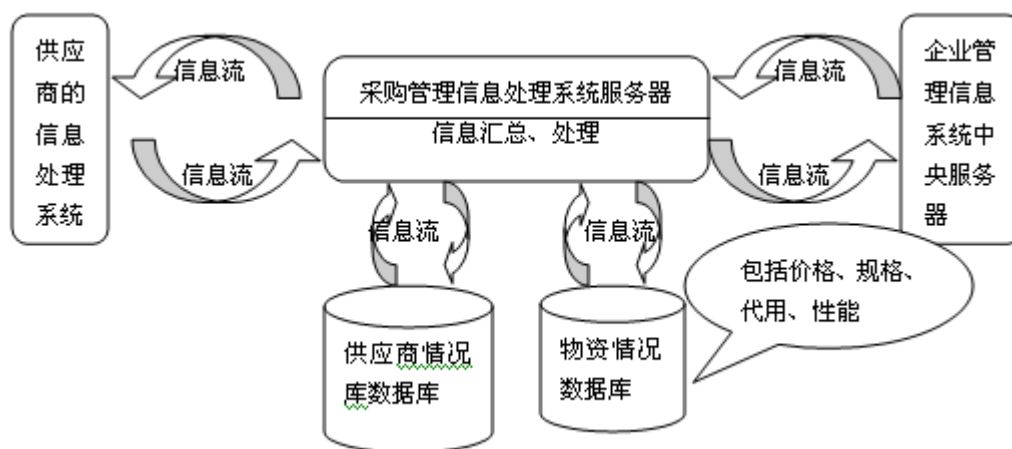 供应
商的
信息
处理
系统
信息流
信息流
采购管理信息处理系统服务器
信息汇总、处理
信息流
信息流
企业管
理信息
系统中
央服务
器
信息流
信息流
供应商情况
库数据库
物资情况
数据库
包括价格、规格、
代用、性能